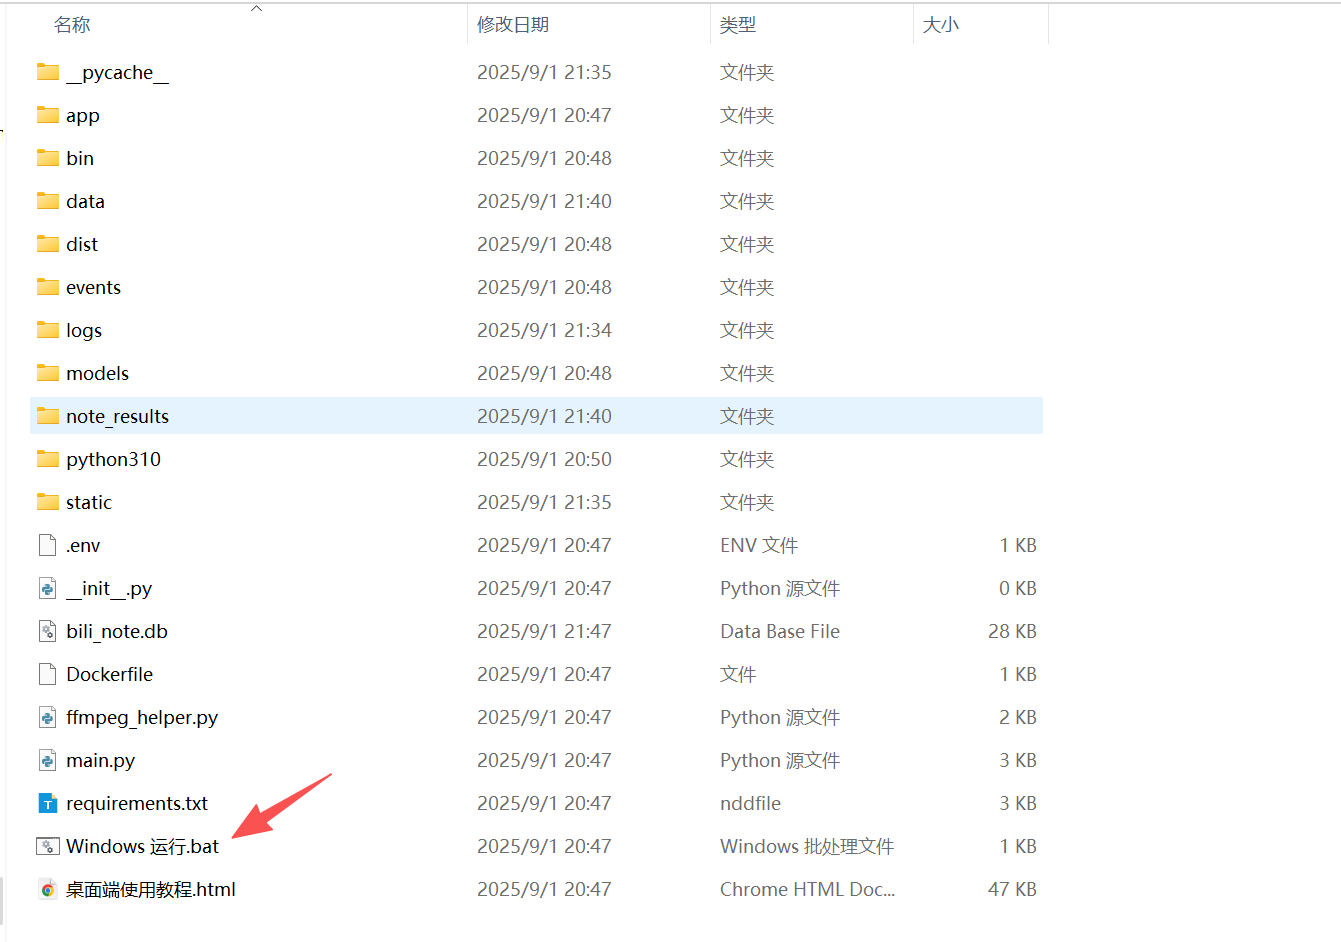 名称 修改日期 类型 大小
__pycache__ 2025/9/1 21:35 文件夹
app 2025/9/1 20:47 文件夹
bin 2025/9/1 20:48 文件夹
data 2025/9/1 21:40 文件夹
dist 2025/9/1 20:48 文件夹
events 2025/9/1 20:48 文件夹
logs 2025/9/1 21:34 文件夹
models 2025/9/1 20:48 文件夹
note_results 2025/9/1 21:40 文件夹
python310 2025/9/1 20:50 文件夹
static 2025/9/1 21:35 文件夹
.env 2025/9/1 20:47 ENV 文件 1 KB
__init__.py 2025/9/1 20:47 Python 源文件 0 KB
bili_note.db 2025/9/1 21:47 Data Base File 28 KB
Dockerfile 2025/9/1 20:47 文件 1 KB
ffmpeg_helper.py 2025/9/1 20:47 Python 源文件 2 KB
main.py 2025/9/1 20:47 Python 源文件 3 KB
requirements.txt 2025/9/1 20:47 nddfile 3 KB
Windows 运行.bat 2025/9/1 20:47 Windows 批处理文件 1 KB
桌面端使用教程.html 2025/9/1 20:47 Chrome HTML Doc... 47 KB